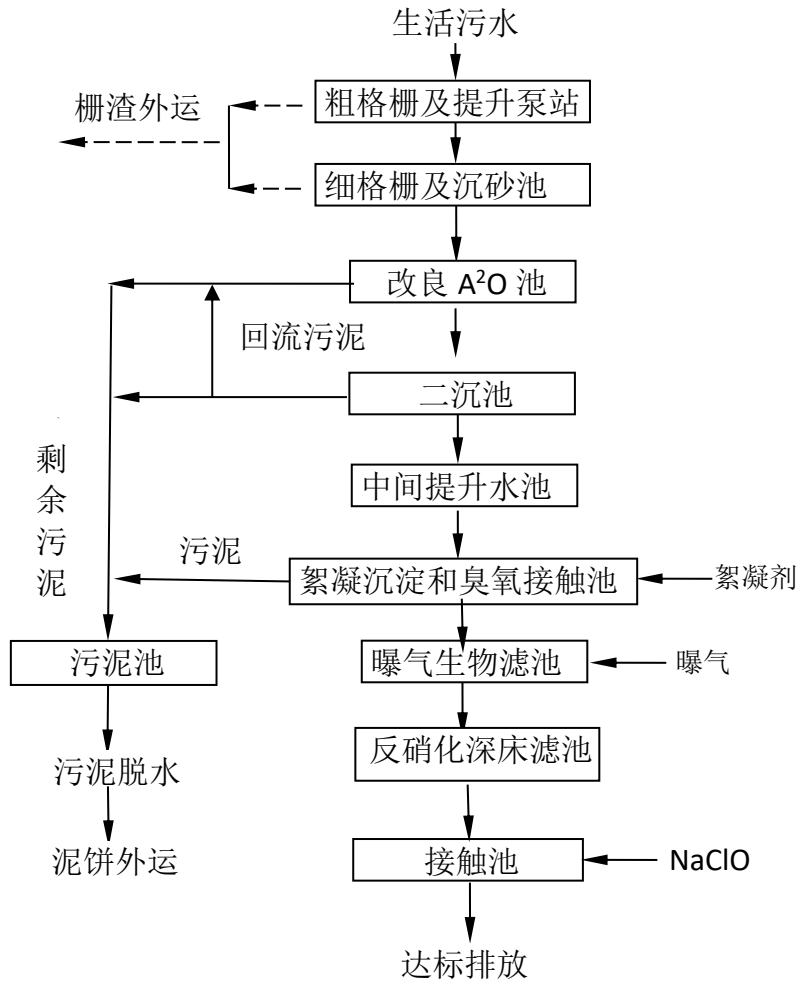 生活污水
栅渣外运
粗格栅及提升泵站
细格栅及沉砂池
改良 A²O 池
回流污泥
二沉池
剩余污泥
中间提升水池
污泥
絮凝沉淀和臭氧接触池
絮凝剂
污泥池
曝气生物滤池
曝气
反硝化深床滤池
污泥脱水
泥饼外运
接触池
NaClO
达标排放